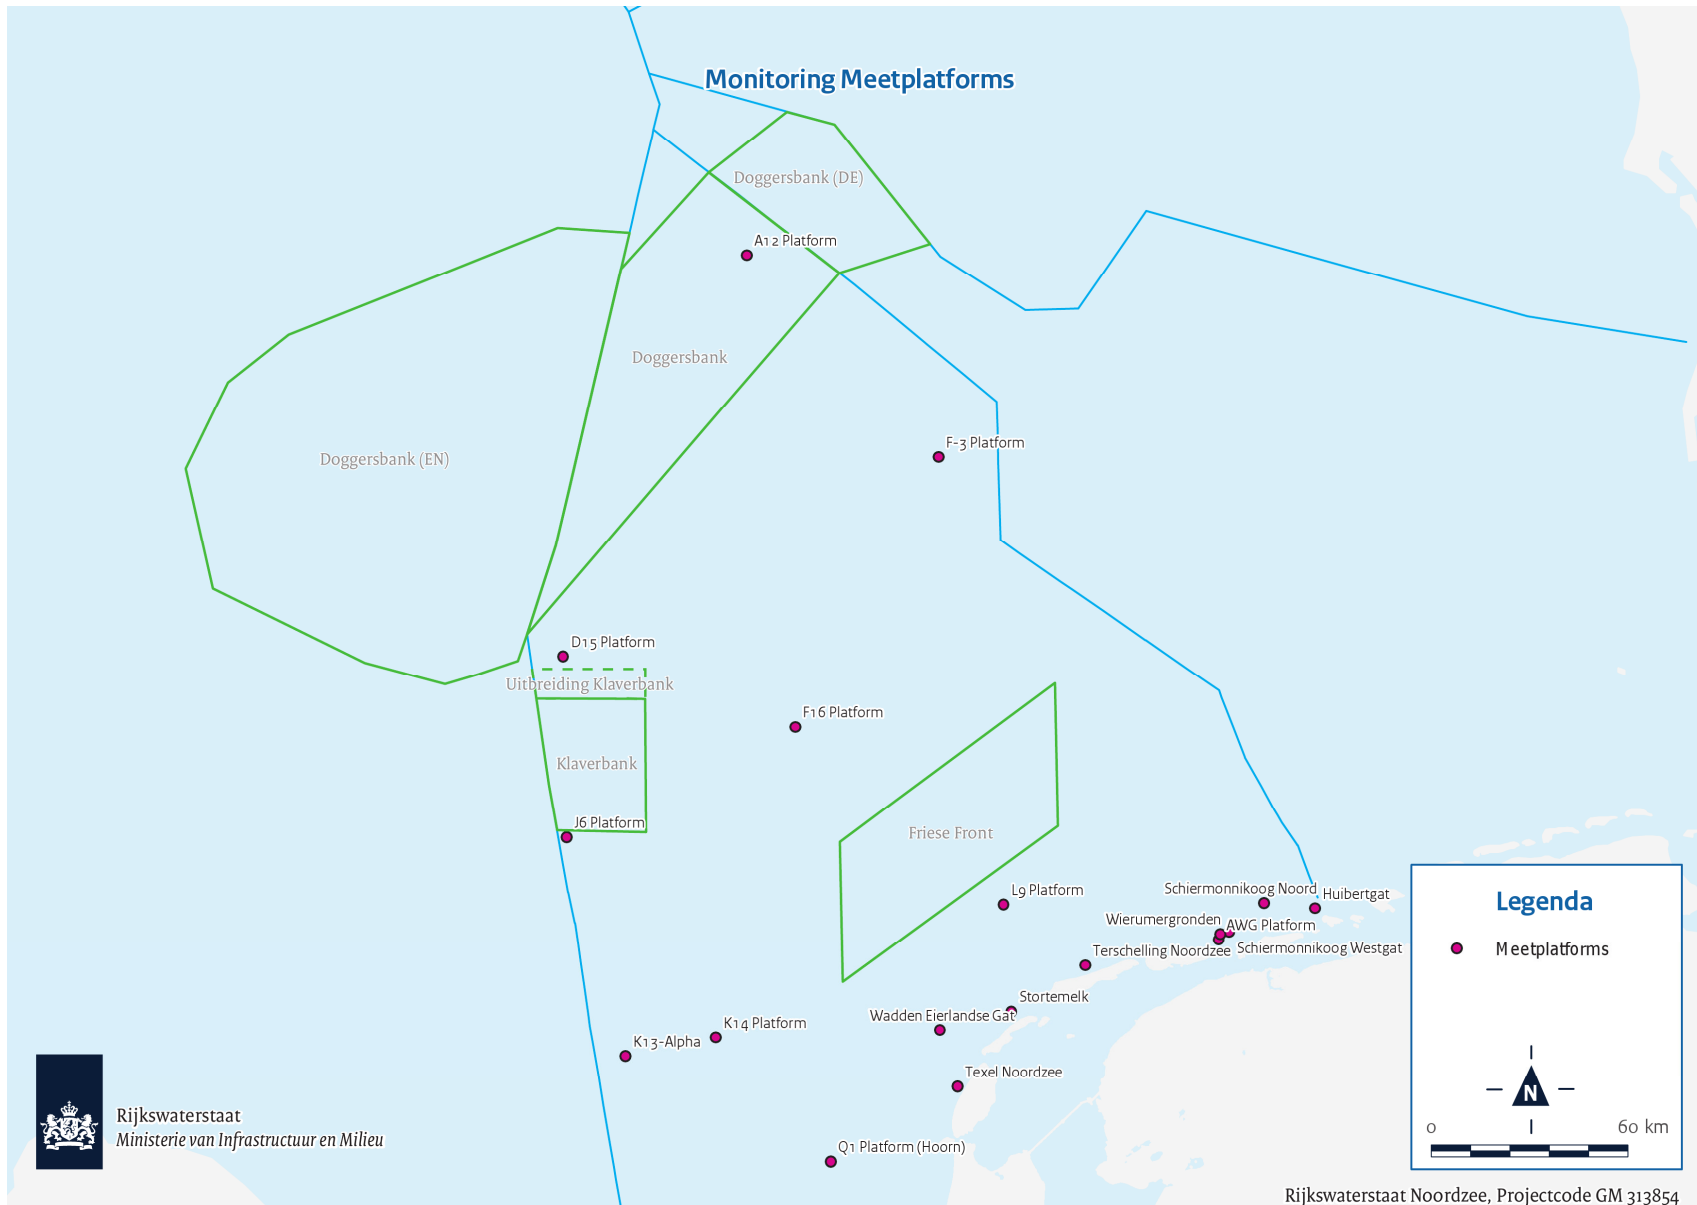 Monitoring Meetplatforms
Doggersbank (DE)
A12 Platform
Doggersbank
F-3 Platform
Doggersbank (EN)
D15 Platform
Uitbreiding Klaverbank
F16 Platform
Klaverbank
J6 Platform
Friese Front
L9 Platform
Schiermonnikoog Noord
Huibertgat
Wierumergronden
AWG Platform
Terschelling Noordzee
Schiermonnikoog Westgat
Stortemelk
Wadden Eierlandse Gat
K14 Platform
K13-Alpha
Texel Noordzee
Q1 Platform (Hoorn)
Legenda
Meetplatforms
N
0 60 km
Rijkswaterstaat
Ministerie van Infrastructuur en Milieu
Rijkswaterstaat Noordzee, Projectcode GM 313854